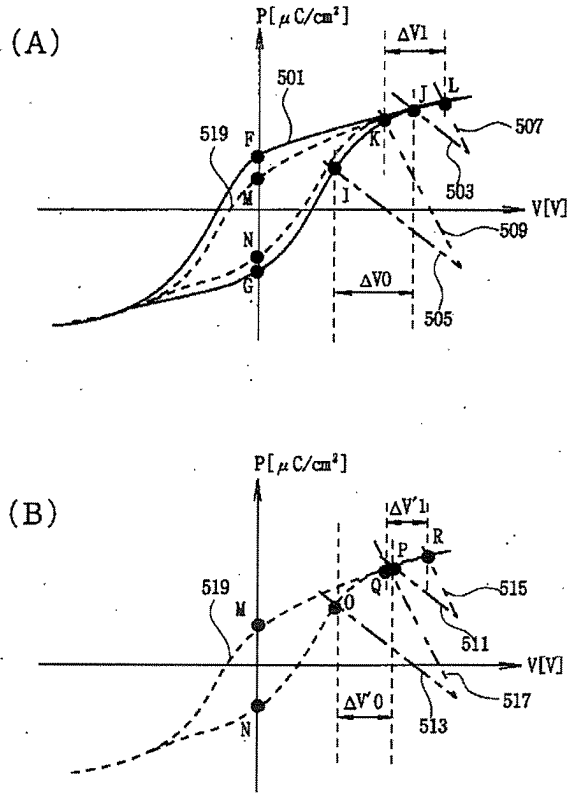 (A)
P[μC/cm²]
ΔV1
501
F
J
L
507
519
K
503
M
I
V[V]
N
509
G
ΔV0
505
P[μC/cm²]
(B)
ΔV'1
P
R
519
M
O
Q
515
511
V[V]
N
ΔV'0
513
517